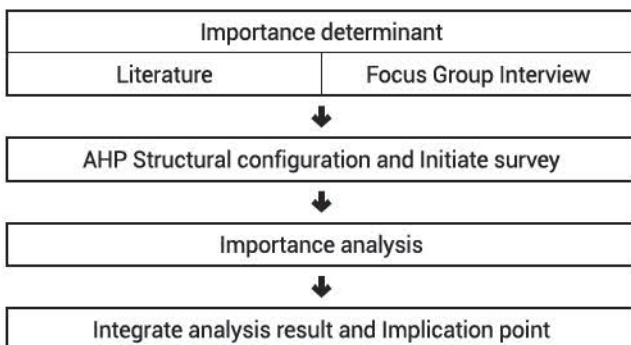 Importance determinant
Literature
Focus Group Interview
AHP Structural configuration and Initiate survey
Importance analysis
Integrate analysis result and Implication point